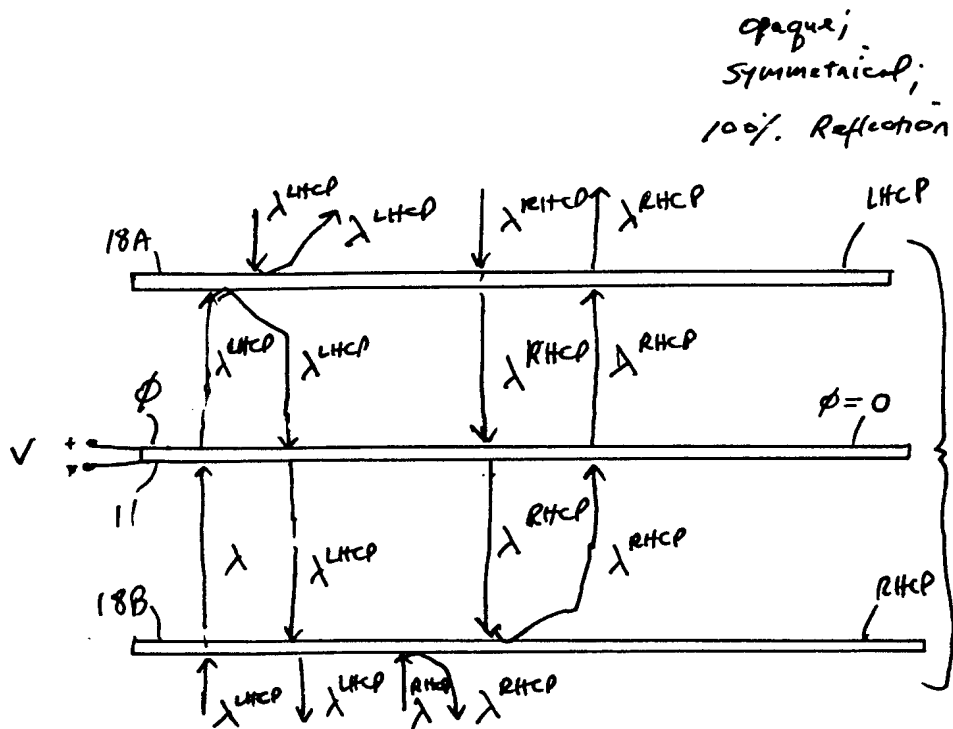 opaque;
symmetrical;
100%. Reflection
λ^LHCP λ^LHCP λ^RHCP λ^RHCP LHCP
18A
λ^LHCP λ^LHCP λ^RHCP λ^RHCP
φ φ=0
V + -
11
λ λ^LHCP λ^RHCP λ^RHCP
18B RHCP
λ^LHCP λ^LHCP λ^RHCP λ^RHCP